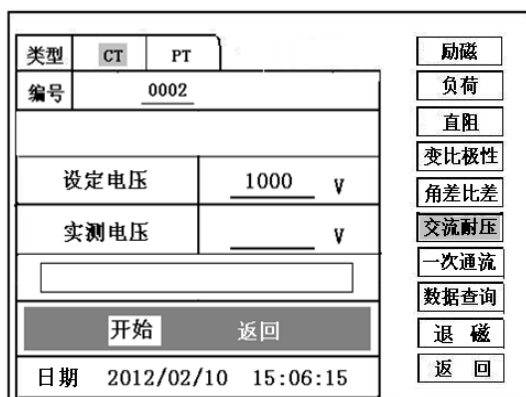 类型 CT PT
编号 0002
设定电压 1000 V
实测电压 V
开始 返回
日期 2012/02/10 15:06:15
励磁
负荷
直阻
变比极性
角差比差
交流耐压
一次通流
数据查询
退 磁
返 回